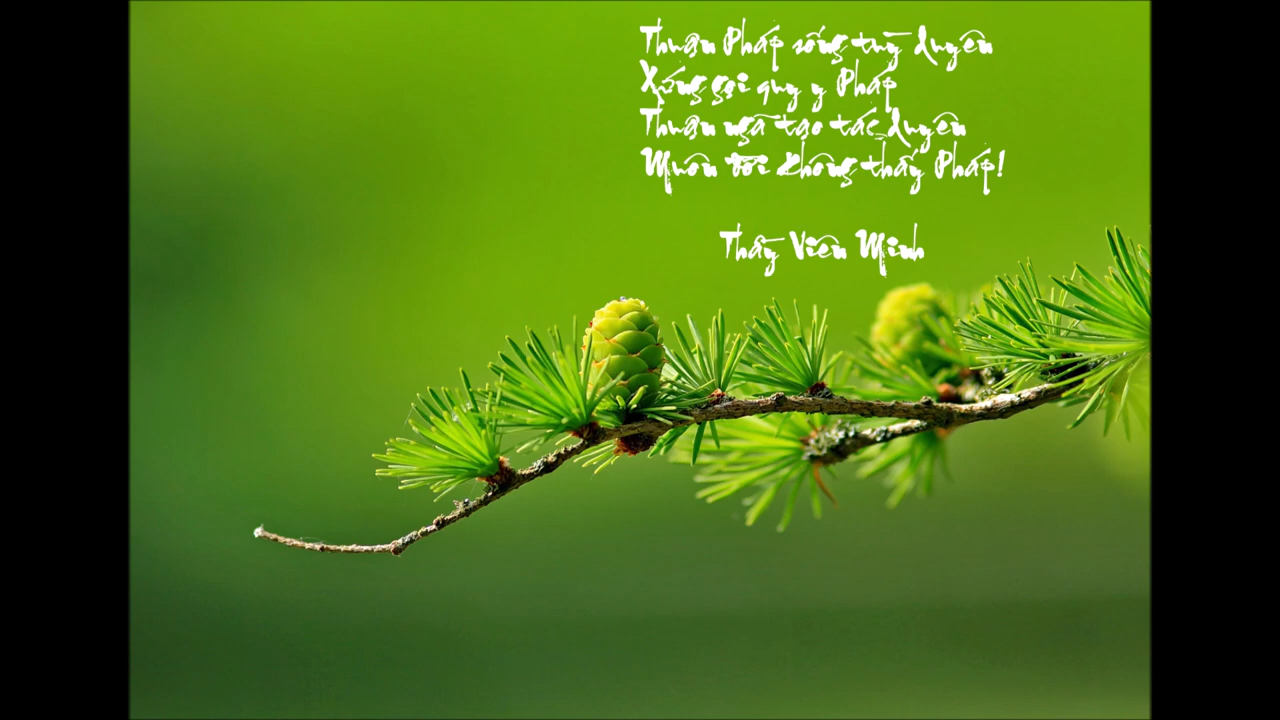 Thuận Pháp sống tuỳ duyên
Xứng gọi quy y Pháp
Thuận ngã tạo tác duyên
Muôn đời không thấy Pháp!
Thầy Viên Minh